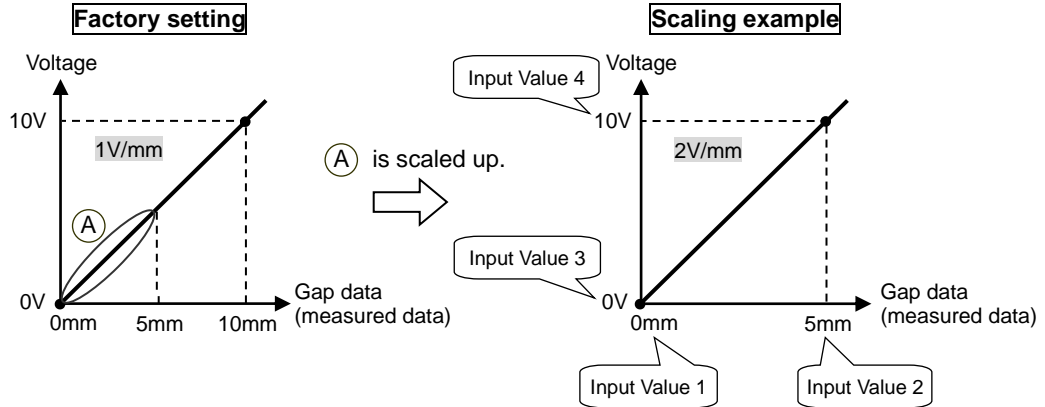 Factory setting
Voltage
10V
1V/mm
A
0V
0mm
5mm
10mm
Gap data
(measured data)
A is scaled up.
Scaling example
Voltage
Input Value 4
10V
2V/mm
Input Value 3
0V
0mm
5mm
Gap data
(measured data)
Input Value 1
Input Value 2